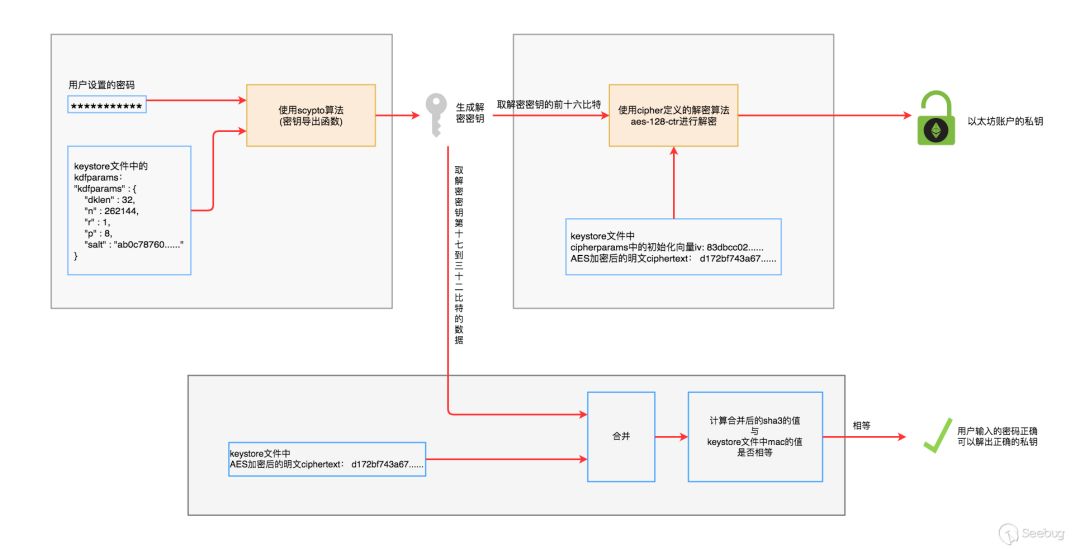 用户设置的密码
***********
使用scypto算法
(密钥导出函数)
keystore文件中的
kdfparams：
"kdfparams" : {
"dklen" : 32,
"n" : 262144,
"r" : 1,
"p" : 8,
"salt" : "ab0c78760......"
}
生成解
密密钥
取解密密钥的前十六比特
使用cipher定义的解密算法
aes-128-ctr进行解密
以太坊账户的私钥
keystore文件中
cipherparams中的初始化向量iv: 83dbcc02......
AES加密后的明文ciphertext： d172bf743a67......
取解密密钥第十七到三十二比特的数据
keystore文件中
AES加密后的明文ciphertext： d172bf743a67......
合并
计算合并后的sha3的值
与
keystore文件中mac的值
是否相等
相等
用户输入的密码正确
可以解出正确的私钥
Seebug